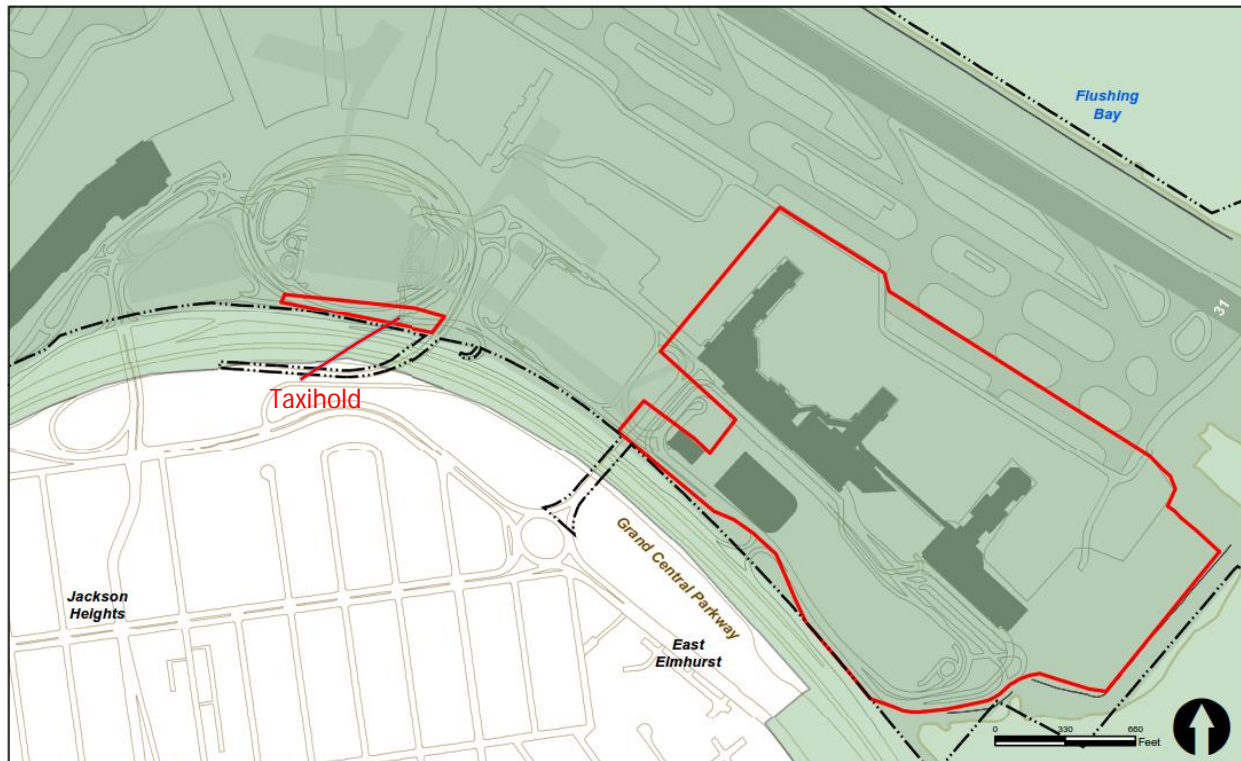 Flushing
Bay
31
Taxihold
Grand Central Parkway
Jackson
Heights
East
Elmhurst
0 330 660
Feet